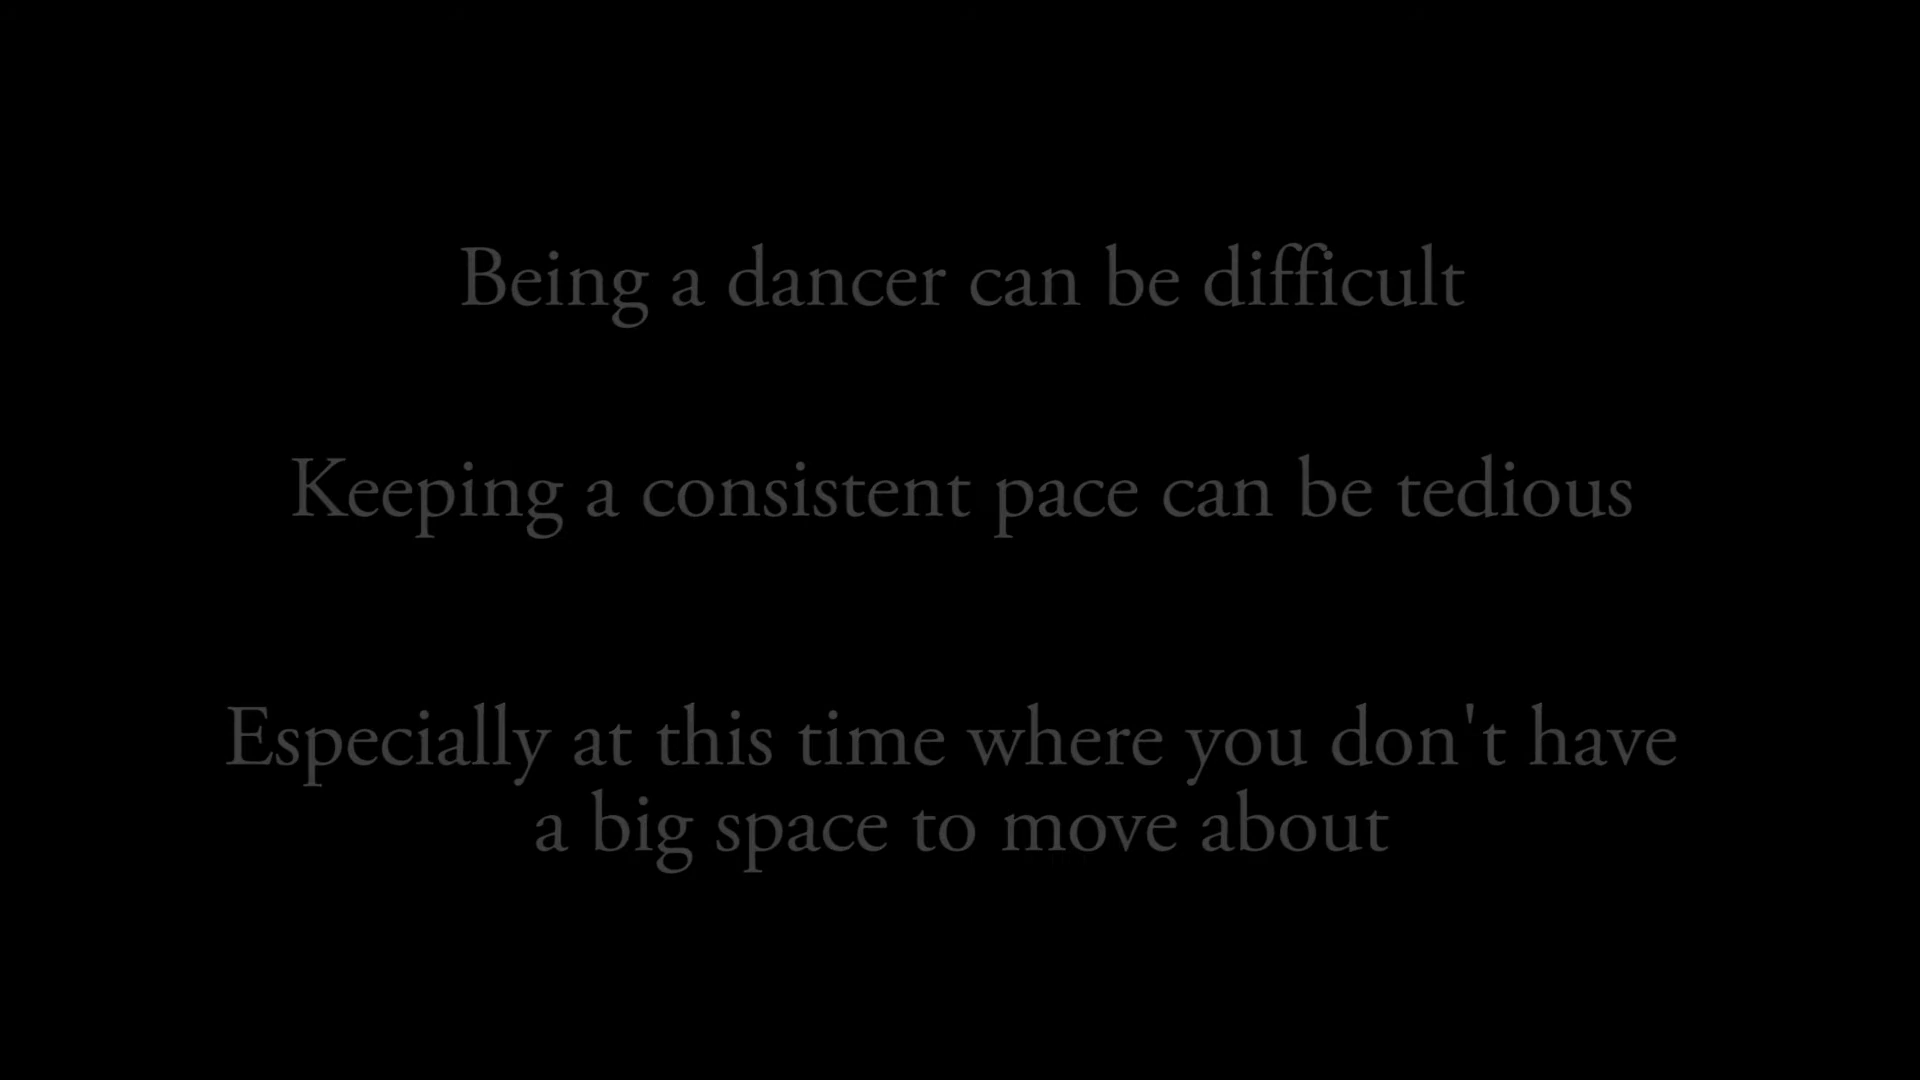 Being a dancer can be difficult
Keeping a consistent pace can be tedious
Especially at this time where you don't have
a big space to move about